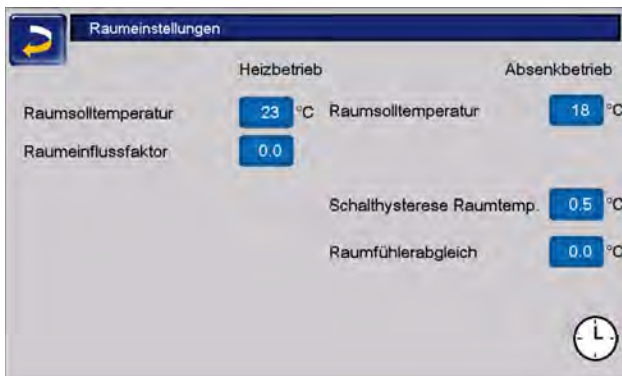 Raumeinstellungen
Heizbetrieb Absenkbetrieb
Raumsolltemperatur 23 °C Raumsolltemperatur 18 °C
Raumeinflussfaktor 0.0
Schalthysterese Raumtemp. 0.5 °C
Raumfühlerabgleich 0.0 °C